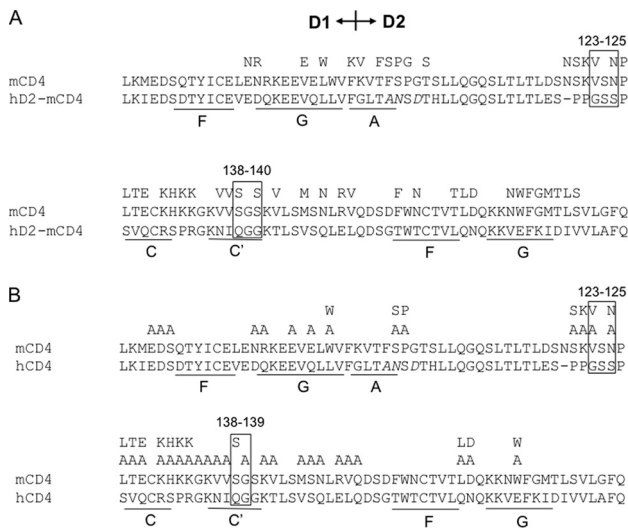 A
D1 ↔ D2
123-125
NR E W KV FSPG S NSKV NP
mCD4 LKMEDSQTYICELENRKEEVELWVFKVTFSPGTSLLQGQSLTLTLDSNSKVSNP
hD2-mCD4 LKIEDSDTYICEVEDQKEEVQLLVFGLTANSDTHLLQGQSLTLTLES-PPGSSP
F G A
138-140
LTE KHKK VVS S V M N RV F N TLD NWFGMTLS
mCD4 LTECKHKKGKVVSGSKVLSMSNLRVQDSDFWNCTVTLDQKKNWFGMTLSVLGFQ
hD2-mCD4 SVQCRSPRGKNIQGGKTLSVSQLELQDSGTWTCTVLQNQKKVEFKIDIVVLAFQ
C C' F G
B
123-125
W SP SKV N
AAA AA A A A AA AAA A
mCD4 LKMEDSQTYICELENRKEEVELWVFKVTFSPGTSLLQGQSLTLTLDSNSKVSNP
hCD4 LKIEDSDTYICEVEDQKEEVQLLVFGLTANSDTHLLQGQSLTLTLES-PPGSSP
F G A
138-139
LTE KHKK S LD W
AAA AAAAAAAAA A AA AAA AAA AA A
mCD4 LTECKHKKGKVVSGSKVLSMSNLRVQDSDFWNCTVTLDQKKNWFGMTLSVLGFQ
hCD4 SVQCRSPRGKNIQGGKTLSVSQLELQDSGTWTCTVLQNQKKVEFKIDIVVLAFQ
C C' F G